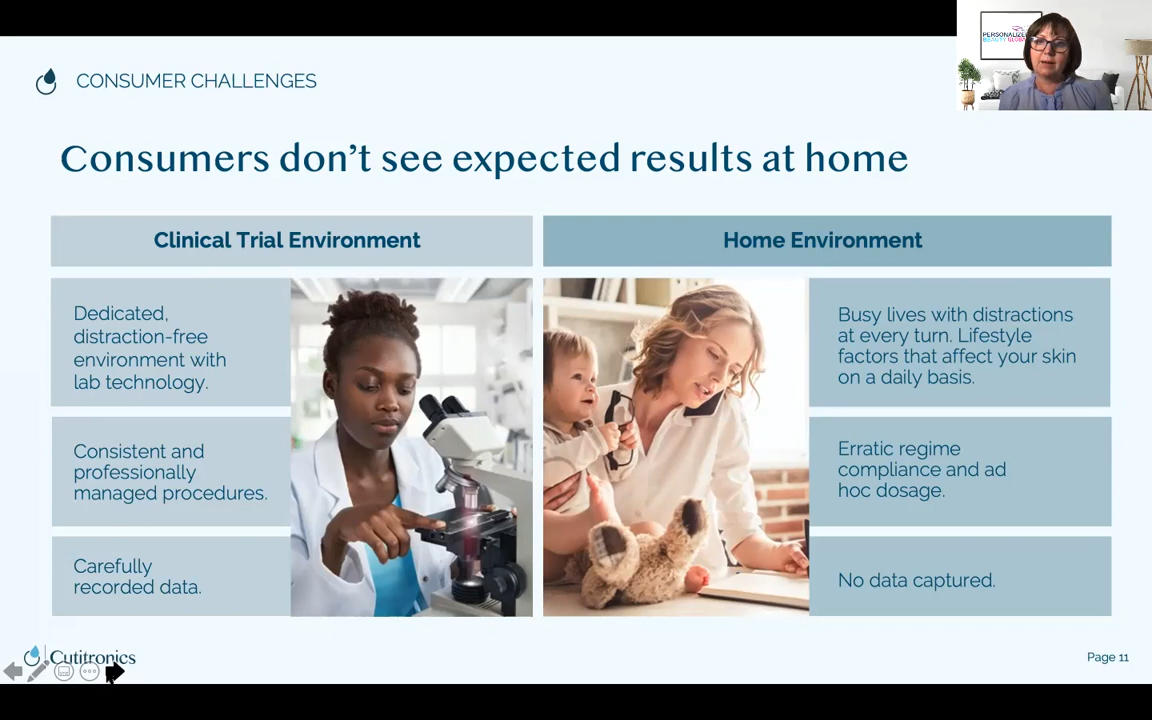 PERSONALIZED
BEAUTY GLOBAL
CONSUMER CHALLENGES
Consumers don't see expected results at home
Clinical Trial Environment
Home Environment
Dedicated,
distraction-free
environment with
lab technology.
Busy lives with distractions
at every turn. Lifestyle
factors that affect your skin
on a daily basis.
Consistent and
professionally
managed procedures.
Erratic regime
compliance and ad
hoc dosage.
Carefully
recorded data.
No data captured.
Cutitronics
Page 11